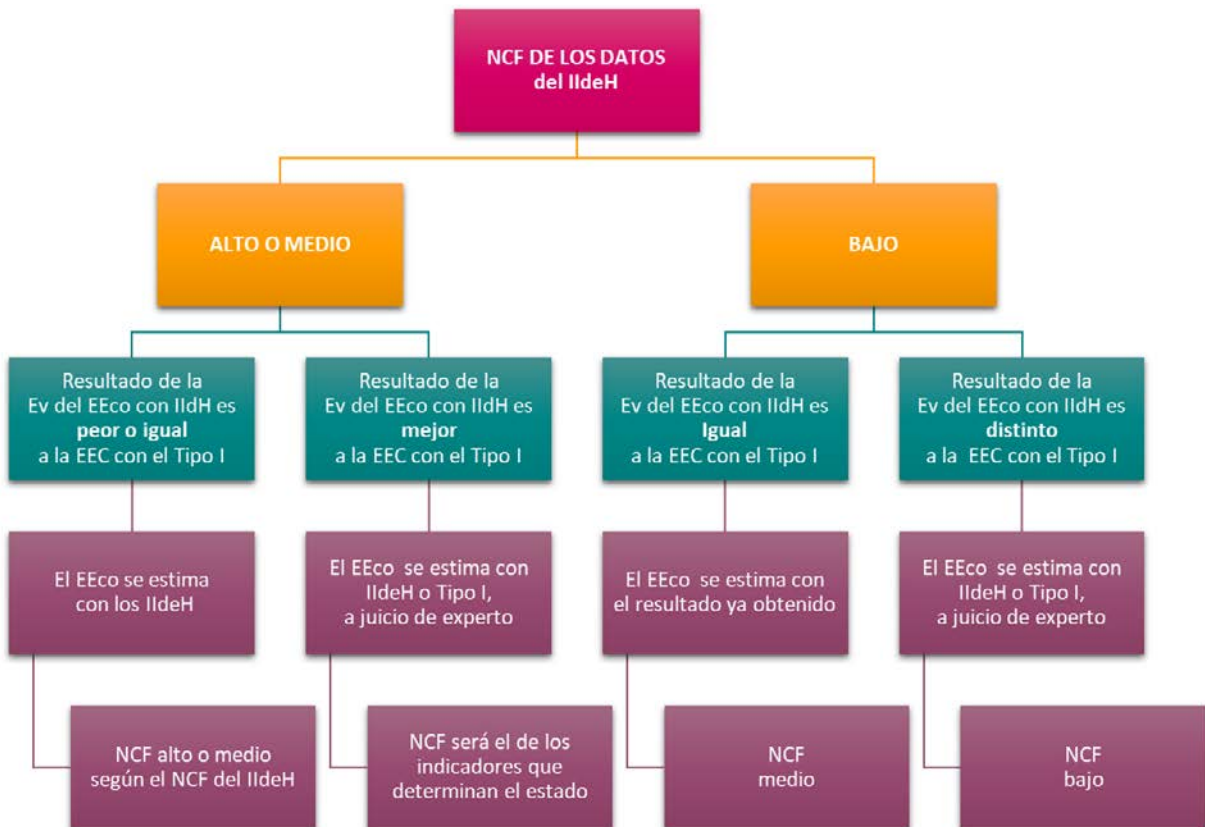 NCF DE LOS DATOS
del IIdeH
ALTO O MEDIO
BAJO
Resultado de la
Ev del EEco con IIdH es
peor o igual
a la EEC con el Tipo I
Resultado de la
Ev del EEco con IIdH es
mejor
a la EEC con el Tipo I
Resultado de la
Ev del EEco con IIdH es
Igual
a la EEC con el Tipo I
Resultado de la
Ev del EEco con IIdH es
distinto
a la EEC con el Tipo I
El EEco se estima
con los IIdeH
El EEco se estima con
IIdeH o Tipo I,
a juicio de experto
El EEco se estima con
el resultado ya obtenido
El EEco se estima con
IIdeH o Tipo I,
a juicio de experto
NCF alto o medio
según el NCF del IIdeH
NCF será el de los
indicadores que
determinan el estado
NCF
medio
NCF
bajo